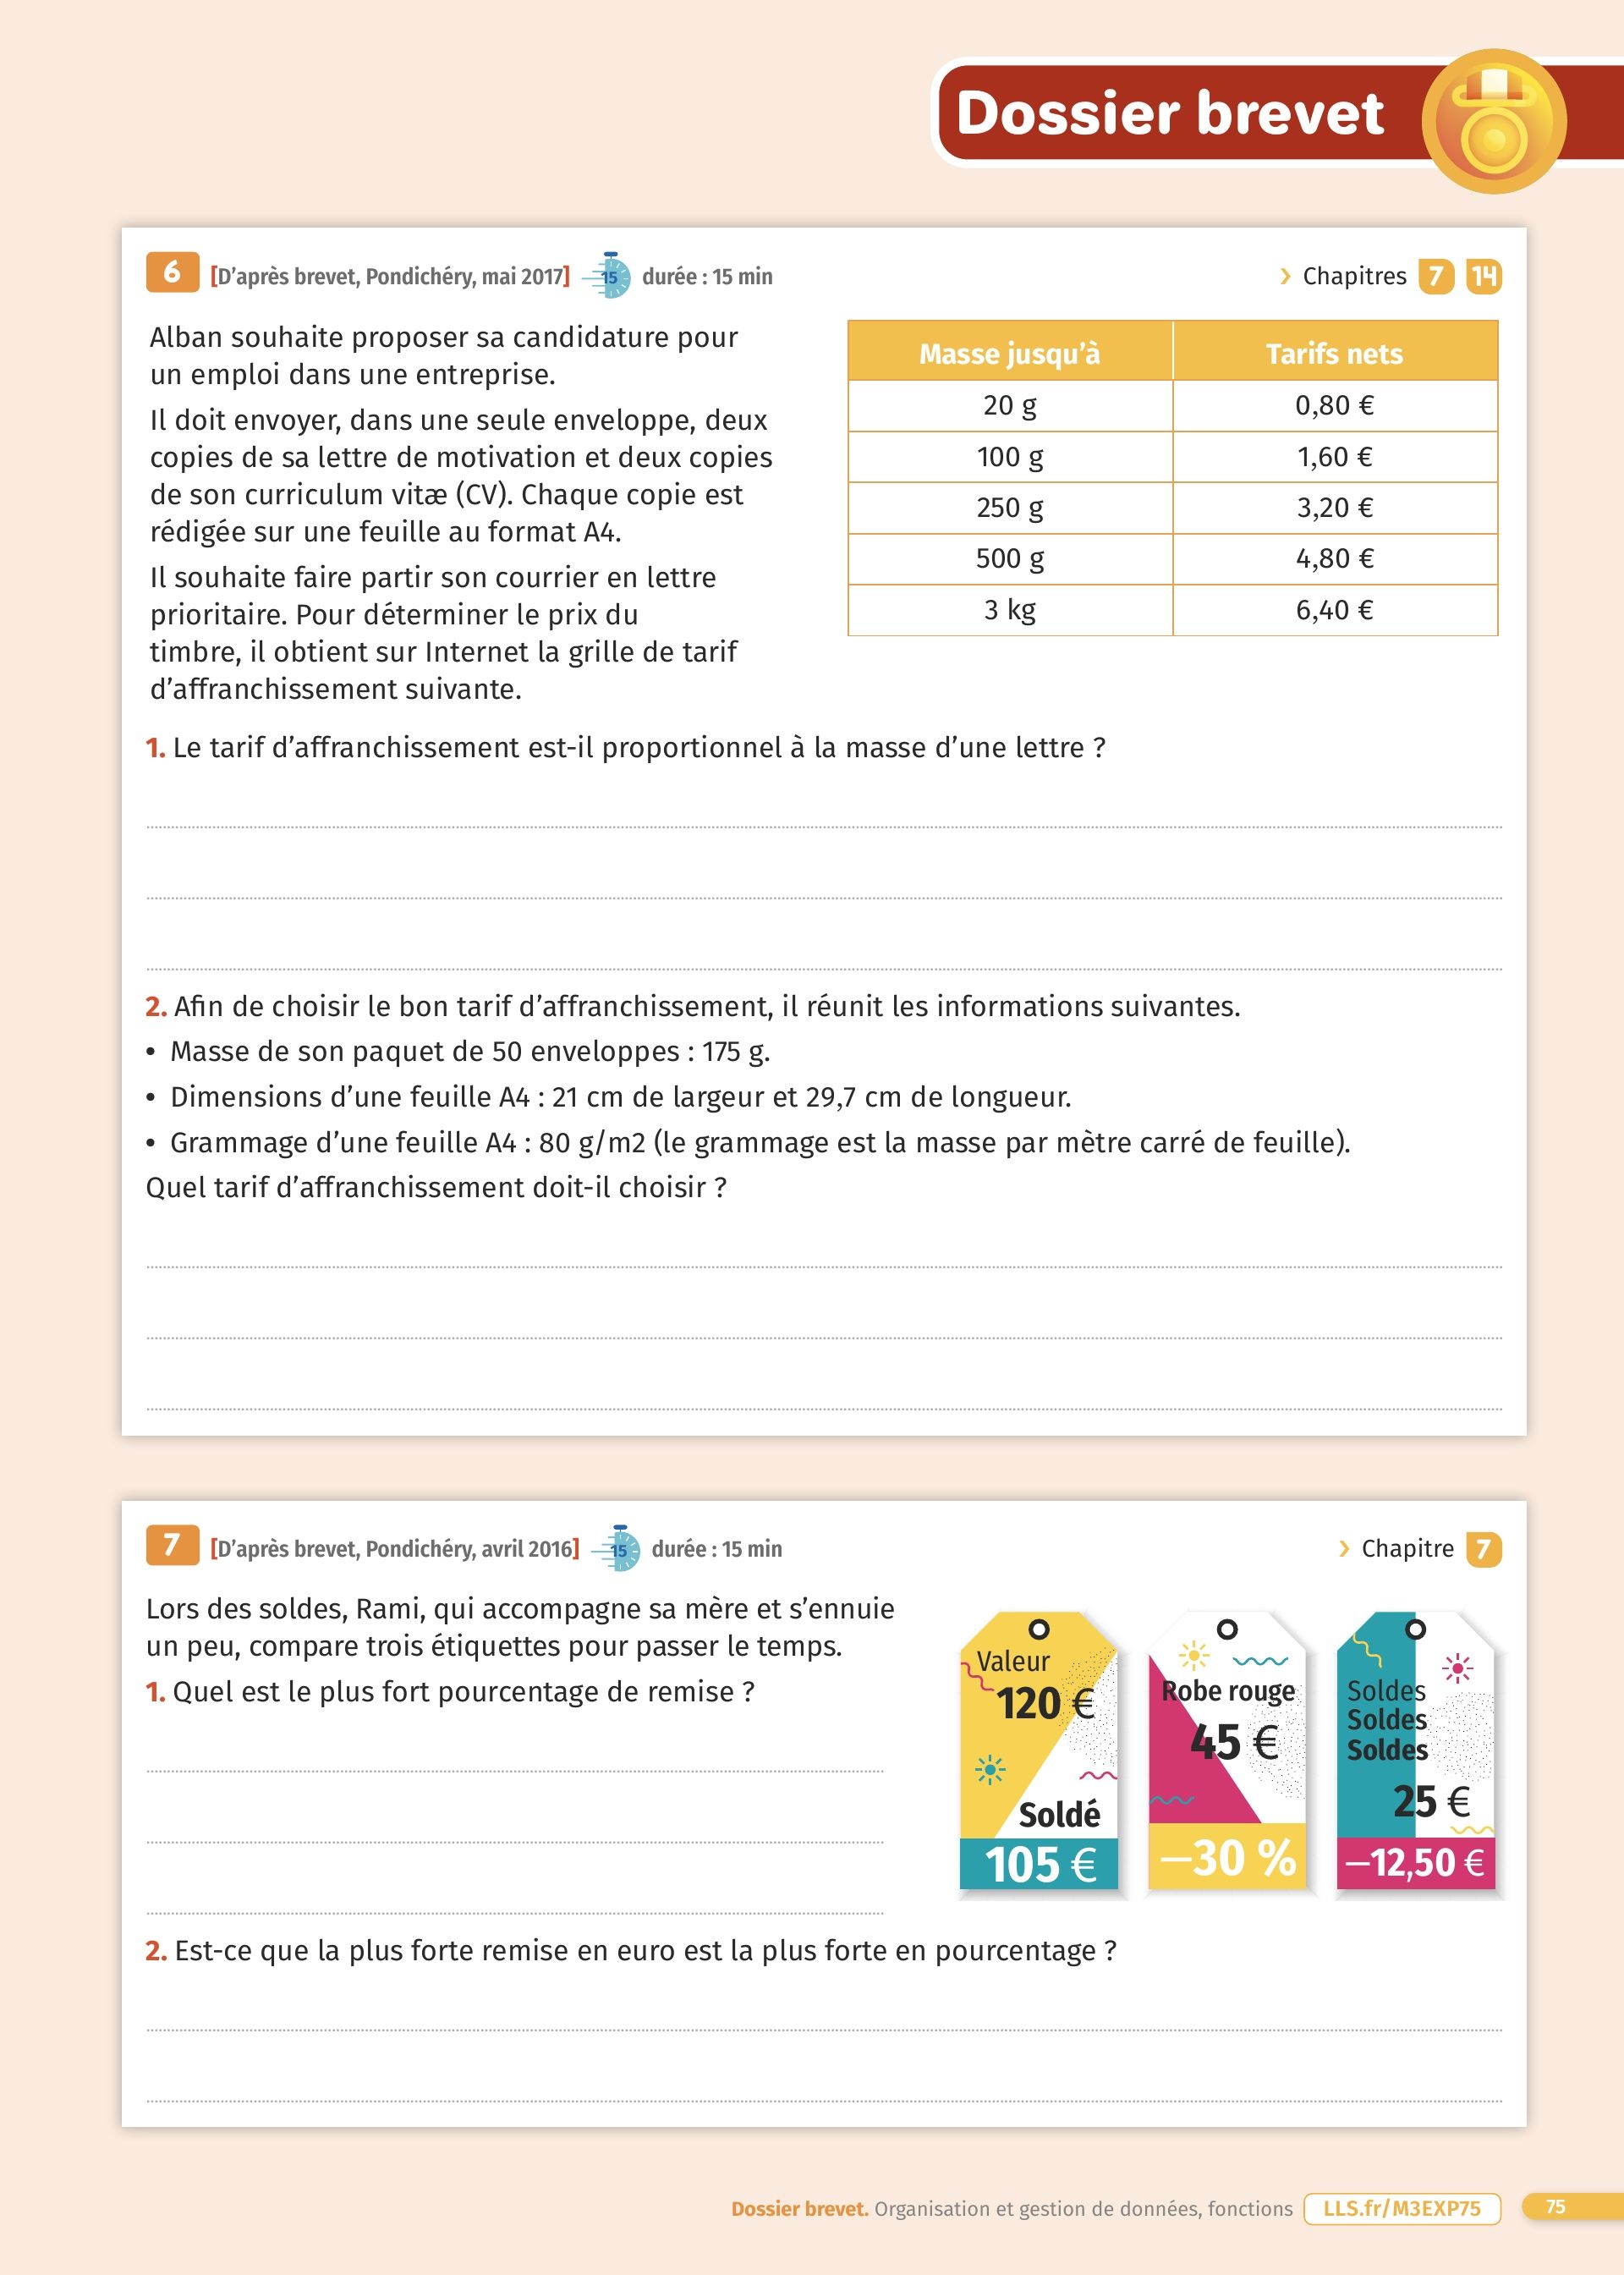 Dossier brevet
6 [D’après brevet, Pondichéry, mai 2017] 15 durée : 15 min
› Chapitres 7 14
Alban souhaite proposer sa candidature pour
un emploi dans une entreprise.
Il doit envoyer, dans une seule enveloppe, deux
copies de sa lettre de motivation et deux copies
de son curriculum vitæ (CV). Chaque copie est
rédigée sur une feuille au format A4.
Il souhaite faire partir son courrier en lettre
prioritaire. Pour déterminer le prix du
timbre, il obtient sur Internet la grille de tarif
d’affranchissement suivante.
Masse jusqu’à Tarifs nets
20 g 0,80 €
100 g 1,60 €
250 g 3,20 €
500 g 4,80 €
3 kg 6,40 €
1. Le tarif d’affranchissement est-il proportionnel à la masse d’une lettre ?
2. Afin de choisir le bon tarif d’affranchissement, il réunit les informations suivantes.
• Masse de son paquet de 50 enveloppes : 175 g.
• Dimensions d’une feuille A4 : 21 cm de largeur et 29,7 cm de longueur.
• Grammage d’une feuille A4 : 80 g/m2 (le grammage est la masse par mètre carré de feuille).
Quel tarif d’affranchissement doit-il choisir ?
7 [D’après brevet, Pondichéry, avril 2016] 15 durée : 15 min
› Chapitre 7
Lors des soldes, Rami, qui accompagne sa mère et s’ennuie
un peu, compare trois étiquettes pour passer le temps.
1. Quel est le plus fort pourcentage de remise ?
Valeur
120 €
Soldé
105 €
Robe rouge
45 €
–30 %
Soldes
Soldes
Soldes
25 €
–12,50 €
2. Est-ce que la plus forte remise en euro est la plus forte en pourcentage ?
Dossier brevet. Organisation et gestion de données, fonctions LLS.fr/M3EXP75 75